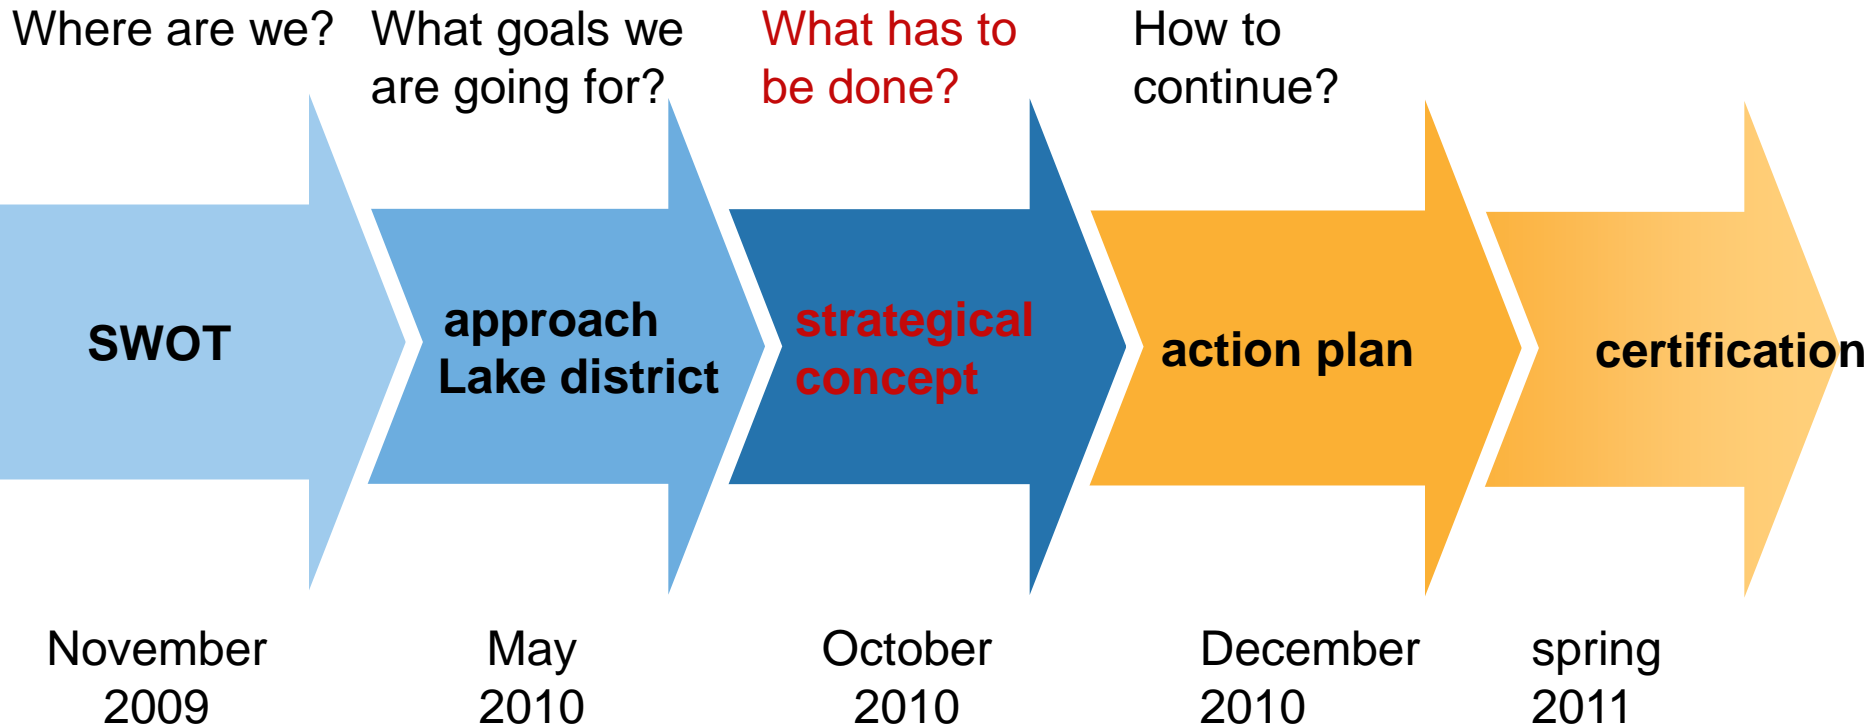 Where are we?
What goals we
are going for?
What has to
be done?
How to
continue?
SWOT
approach
Lake district
strategical
concept
action plan
certification
November
2009
May
2010
October
2010
December
2010
spring
2011